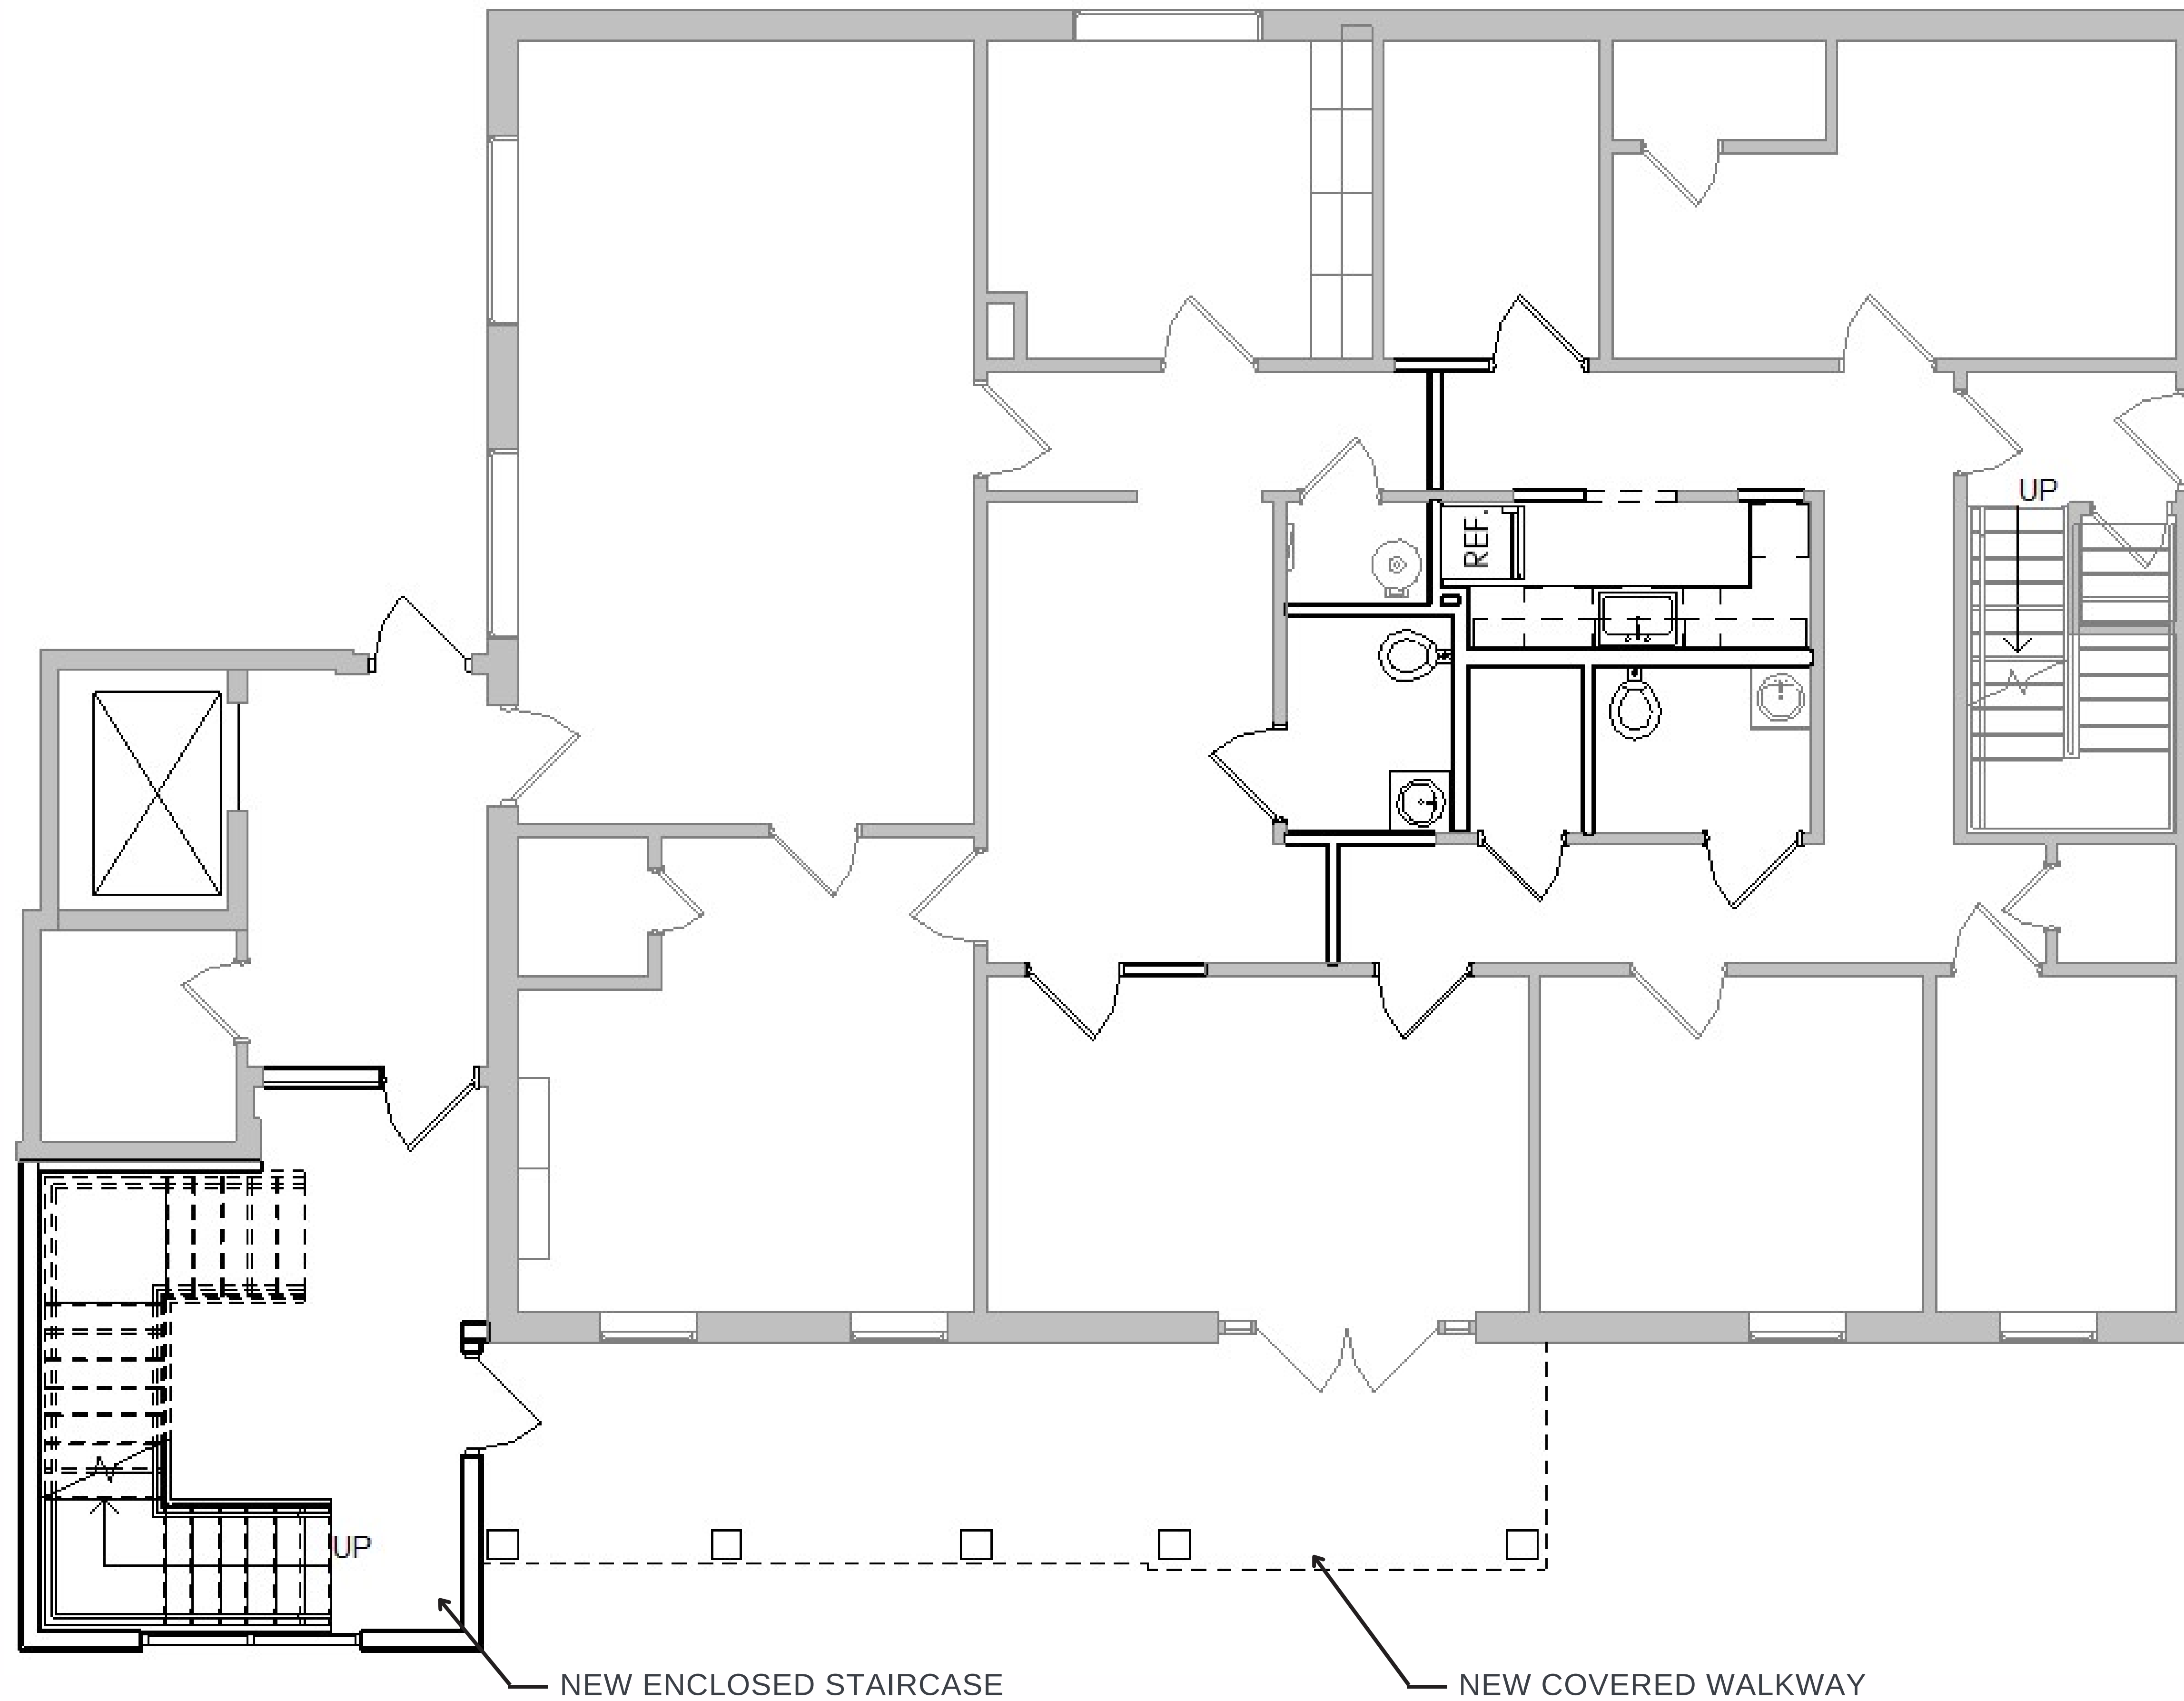 UP
REF.
UP
NEW ENCLOSED STAIRCASE
NEW COVERED WALKWAY